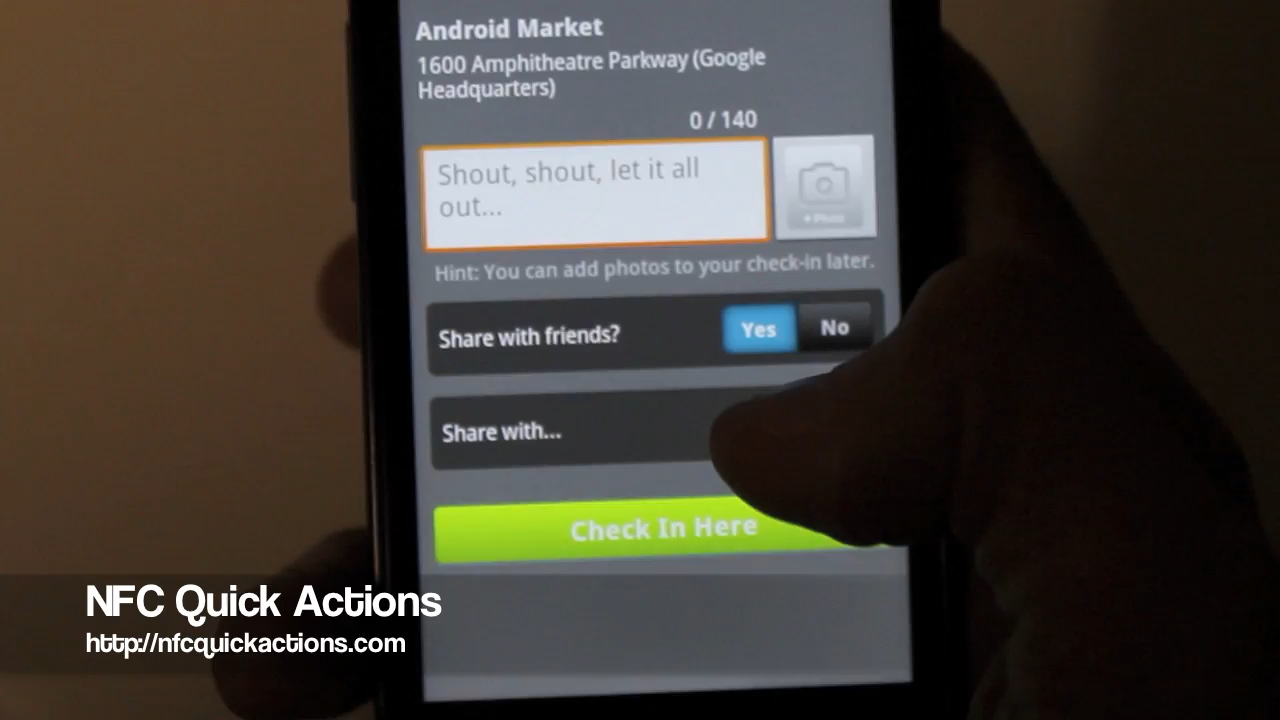 Android Market
1600 Amphitheatre Parkway (Google
Headquarters)
0 / 140
Shout, shout, let it all
out...
+ Photo
Hint: You can add photos to your check-in later.
Share with friends?
Yes
No
Share with...
Check In Here
NFC Quick Actions
http://nfcquickactions.com